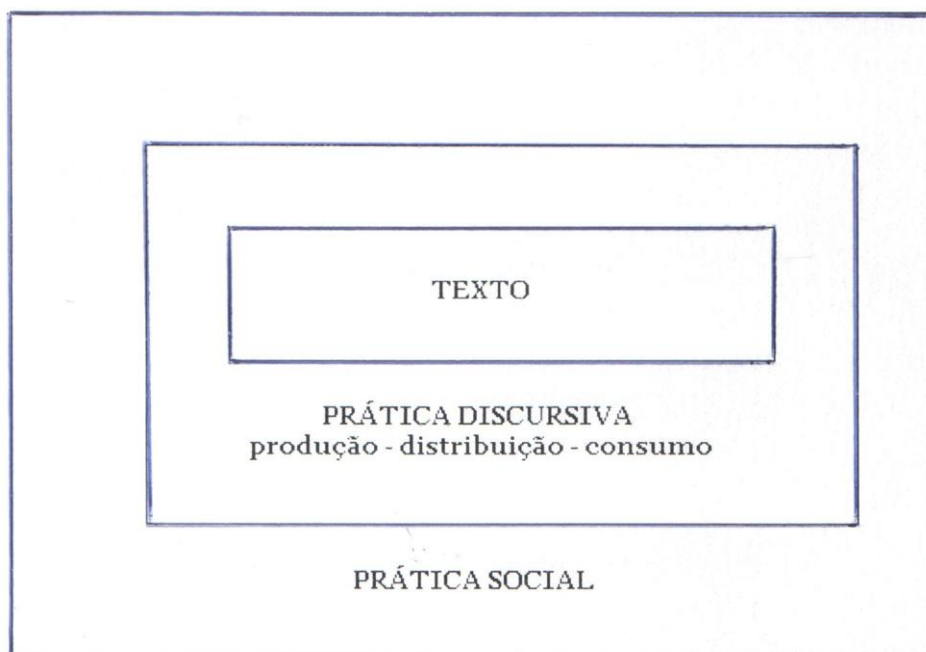 TEXTO
PRÁTICA DISCURSIVA
produção - distribuição - consumo
PRÁTICA SOCIAL